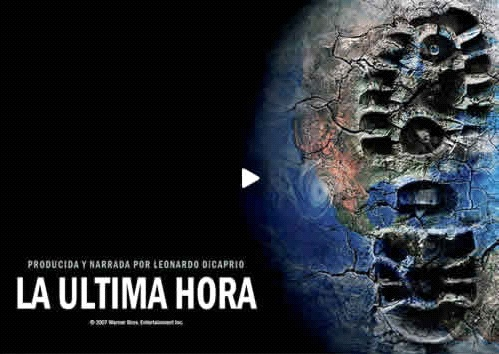 PRODUCIDA Y NARRADA POR LEONARDO DICAPRIO
LA ULTIMA HORA
© 2007 Warner Bros. Entertainment Inc.